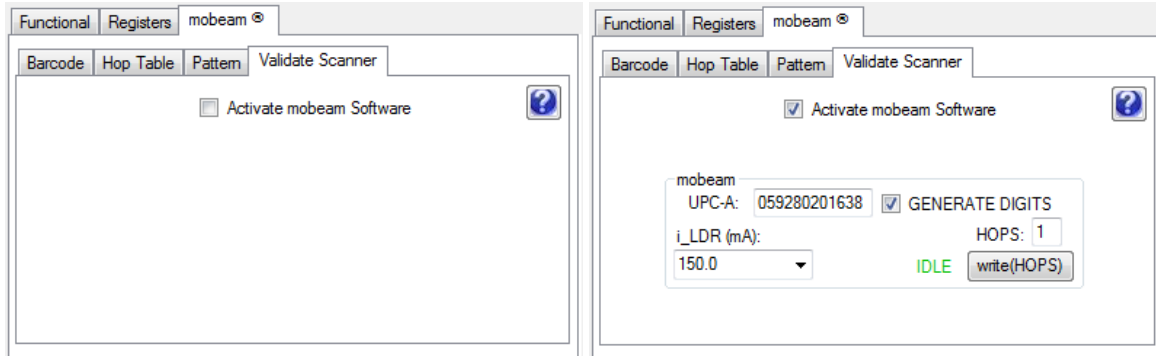 Functional Registers mobeam ®
Barcode Hop Table Pattern Validate Scanner
Activate mobeam Software
Functional Registers mobeam ®
Barcode Hop Table Pattern Validate Scanner
Activate mobeam Software
mobeam
UPC-A: 059280201638 GENERATE DIGITS
i_LDR (mA): HOPS: 1
150.0 IDLE write(HOPS)